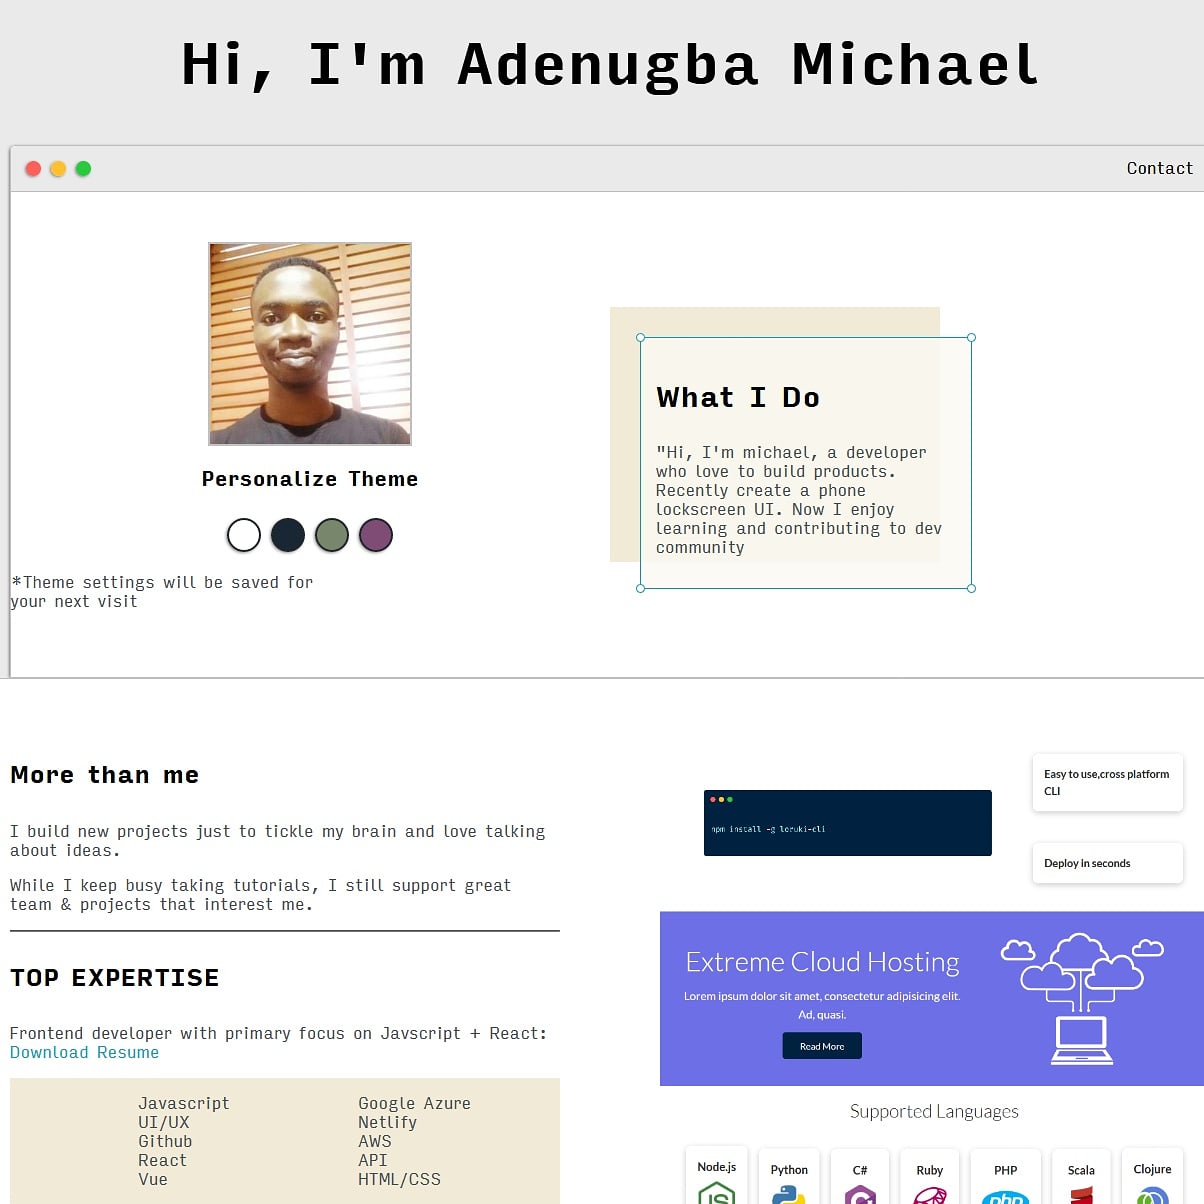 Hi, I'm Adenugba Michael
Contact
Personalize Theme
*Theme settings will be saved for
your next visit
What I Do
"Hi, I'm michael, a developer
who love to build products.
Recently create a phone
lockscreen UI. Now I enjoy
learning and contributing to dev
community
More than me
I build new projects just to tickle my brain and love talking
about ideas.
While I keep busy taking tutorials, I still support great
team & projects that interest me.
TOP EXPERTISE
Frontend developer with primary focus on Javscript + React:
Download Resume
Javascript
UI/UX
Github
React
Vue
Google Azure
Netlify
AWS
API
HTML/CSS
npm install -g loruki-cli
Easy to use,cross platform
CLI
Deploy in seconds
Extreme Cloud Hosting
Lorem ipsum dolor sit amet, consectetur adipisicing elit.
Ad, quasi.
Read More
Supported Languages
Node.js
Python
C#
Ruby
PHP
Scala
Clojure
php